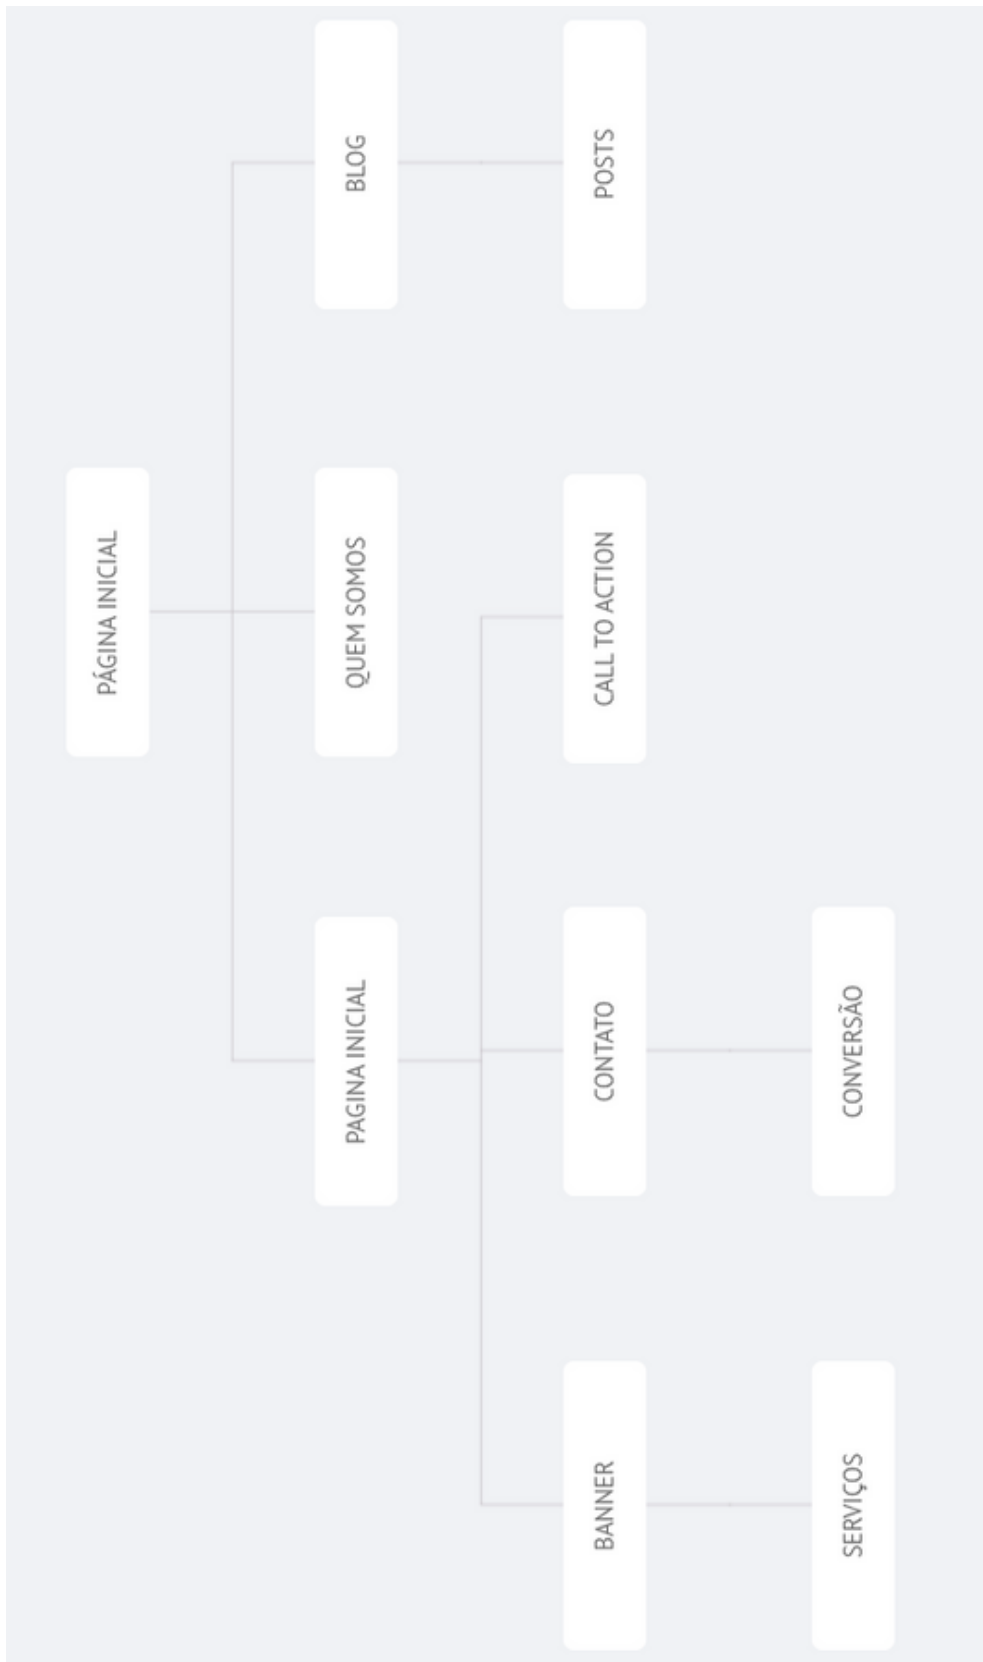 PÁGINA INICIAL
PAGINA INICIAL
QUEM SOMOS
BLOG
BANNER
CONTATO
CALL TO ACTION
POSTS
SERVIÇOS
CONVERSÃO